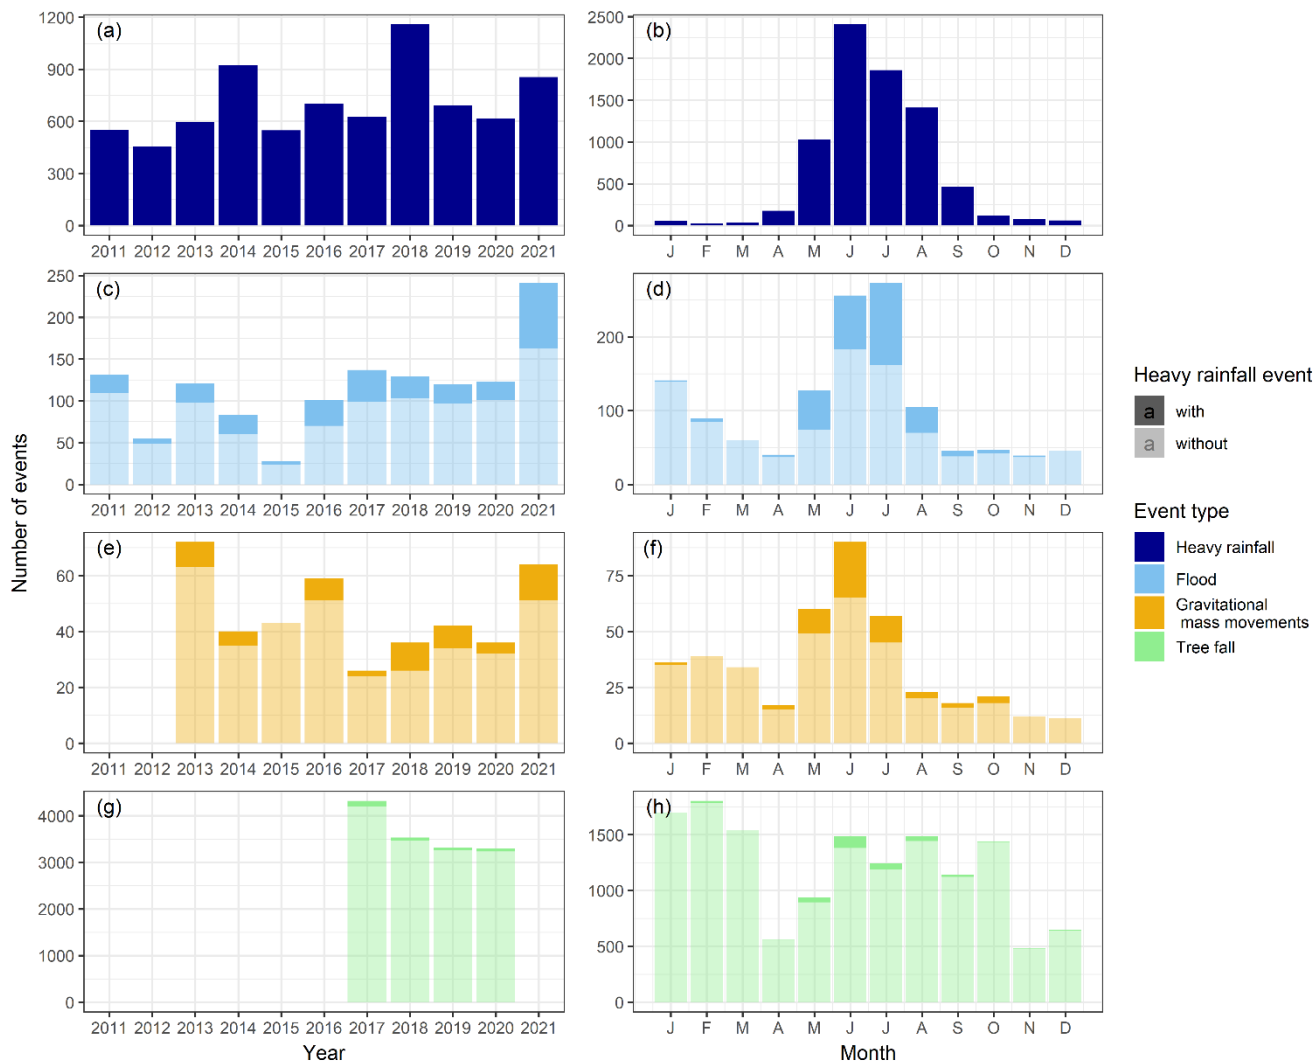 (a)
1200
900
600
300
0
2011 2012 2013 2014 2015 2016 2017 2018 2019 2020 2021
(b)
2500
2000
1500
1000
500
0
J F M A M J J A S O N D
(c)
250
200
150
100
50
0
2011 2012 2013 2014 2015 2016 2017 2018 2019 2020 2021
(d)
200
100
0
J F M A M J J A S O N D
(e)
60
40
20
0
2011 2012 2013 2014 2015 2016 2017 2018 2019 2020 2021
(f)
75
50
25
0
J F M A M J J A S O N D
(g)
4000
3000
4000
4000
0
2011 2012 2013 2014 2015 2016 2017 2018 2019 2020 2021
(h)
1500
1000
500
0
J F M A M J J A S O N D
Number of events
Year
Month
Heavy rainfall event
a with
a without
Event type
Heavy rainfall
Flood
Gravitational
mass movements
Tree fall